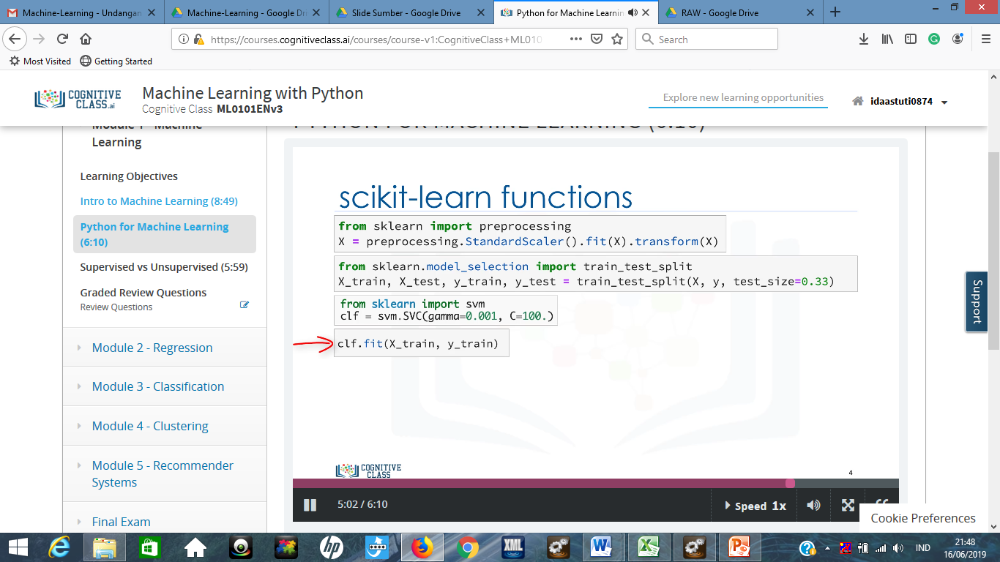 Machine-Learning - Undangan
Machine-Learning - Google Dri
Slide Sumber - Google Drive
Python for Machine Learnin
RAW - Google Drive
https://courses.cognitiveclass.ai/courses/course-v1:CognitiveClass+ML010
Search
Most Visited
Getting Started
COGNITIVE
CLASS.ai
Machine Learning with Python
Cognitive Class ML0101ENv3
Explore new learning opportunities
idaastuti0874
Module 1 - Machine
Learning
Learning Objectives
Intro to Machine Learning (8:49)
Python for Machine Learning
(6:10)
Supervised vs Unsupervised (5:59)
Graded Review Questions
Review Questions
Module 2 - Regression
Module 3 - Classification
Module 4 - Clustering
Module 5 - Recommender
Systems
Final Exam
PYTHON FOR MACHINE LEARNING (6:10)
scikit-learn functions
from sklearn import preprocessing
X = preprocessing.StandardScaler().fit(X).transform(X)
from sklearn.model_selection import train_test_split
X_train, X_test, y_train, y_test = train_test_split(X, y, test_size=0.33)
from sklearn import svm
clf = svm.SVC(gamma=0.001, C=100.)
clf.fit(X_train, y_train)
COGNITIVE
CLASS
4
5:02 / 6:10
Speed 1x
Support
Cookie Preferences
hp
XML
IND
21:48
16/06/2019